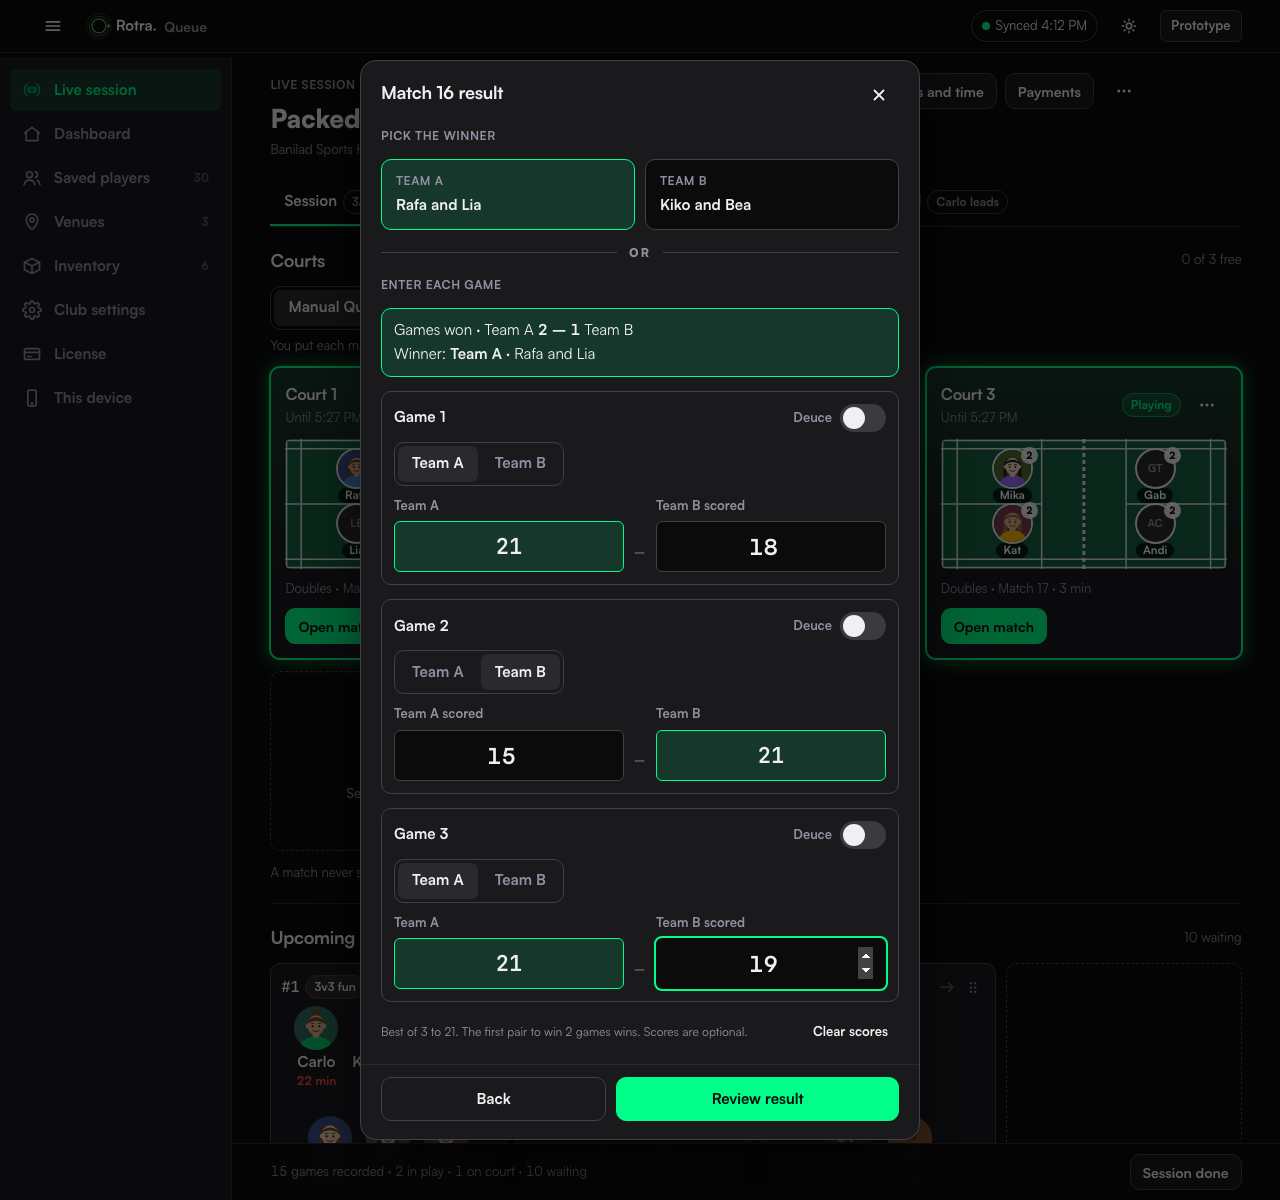 Rotra. Queue
Synced 4:12 PM
Prototype
Live session
Dashboard
Saved players 30
Venues 3
Inventory 6
Club settings
License
This device
LIVE SESSION
Packed
Banilad Sports
s and time
Payments
Session
Carlo leads
Courts
0 of 3 free
Manual Qu
You put each m
Court 1
Until 5:27 PM
Doubles · Ma
Open mat
Court 3
Until 5:27 PM
Playing
Mika 2
GT 2
Gab
Kat 2
AC 2
Andi
Doubles · Match 17 · 3 min
Open match
A match never s
Upcoming
10 waiting
#1 3v3 fun
Carlo
22 min
15 games recorded · 2 in play · 1 on court · 10 waiting
Session done
Match 16 result
PICK THE WINNER
TEAM A
Rafa and Lia
TEAM B
Kiko and Bea
OR
ENTER EACH GAME
Games won · Team A 2 — 1 Team B
Winner: Team A · Rafa and Lia
Game 1
Deuce
Team A Team B
Team A Team B scored
21 – 18
Game 2
Deuce
Team A Team B
Team A scored Team B
15 – 21
Game 3
Deuce
Team A Team B
Team A Team B scored
21 – 19
Best of 3 to 21. The first pair to win 2 games wins. Scores are optional.
Clear scores
Back
Review result